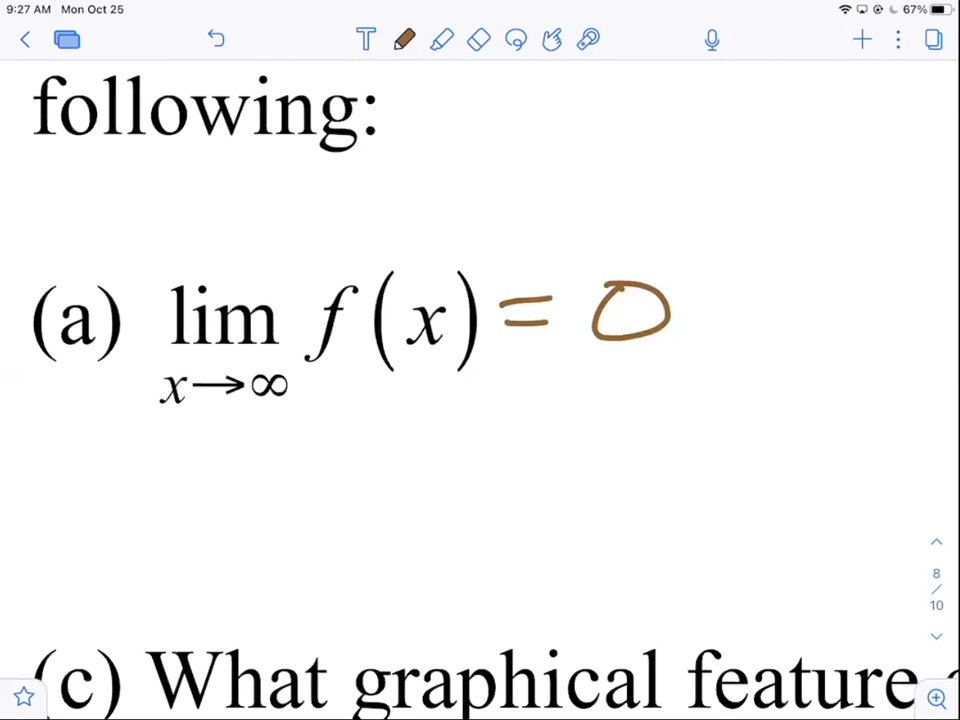 9:27 AM Mon Oct 25 67%
T
following:
(a) lim f(x) = 0
x→∞
8
/
10
(c) What graphical feature